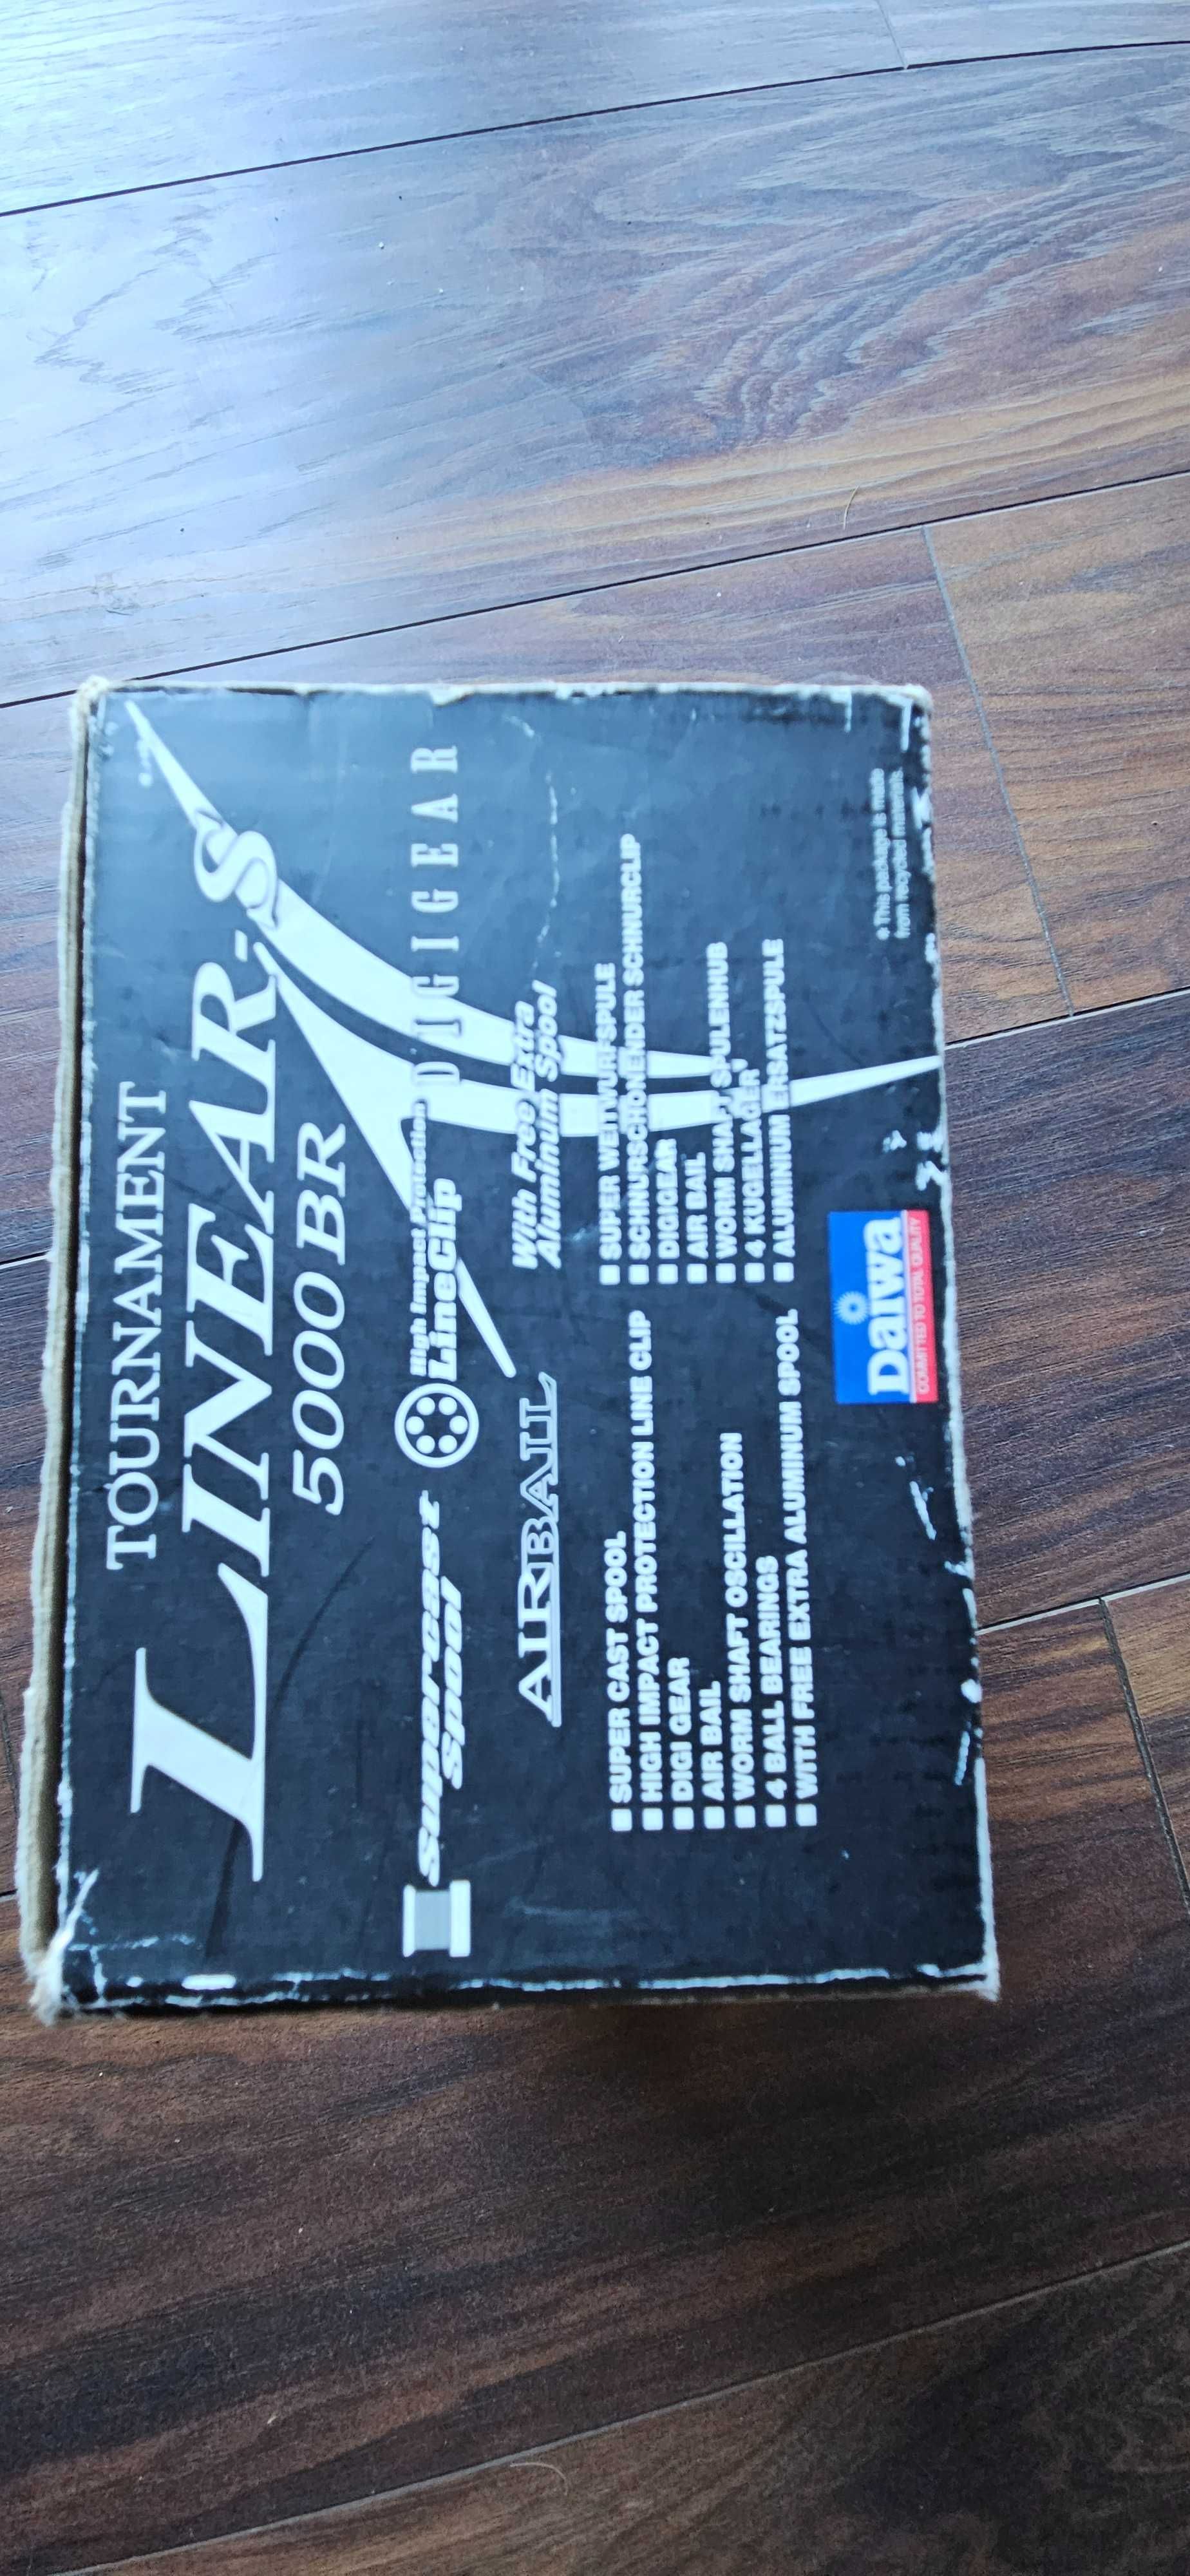 TOURNAMENT
LINEAR-S
5000BR
Supercast
Spool
High Impact Protection
LineClip
DIGIGEAR
AIRBAIL
With Free Extra
Aluminum Spool
■ SUPER CAST SPOOL
■ HIGH IMPACT PROTECTION LINE CLIP
■ DIGI GEAR
■ AIR BAIL
■ WORM SHAFT OSCILLATION
■ 4 BALL BEARINGS
■ WITH FREE EXTRA ALUMINUM SPOOL
■ SUPER WEITWURFSPULE
■ SCHNURSCHONENDER SCHNURCLIP
■ DIGIGEAR
■ AIR BAIL
■ WORM SHAFT SPULENHUB
■ 4 KUGELLAGER
■ ALUMINIUM ERSATZSPULE
Daiwa
COMMITTED TO TOTAL QUALITY
This package is made
from recycled materials.